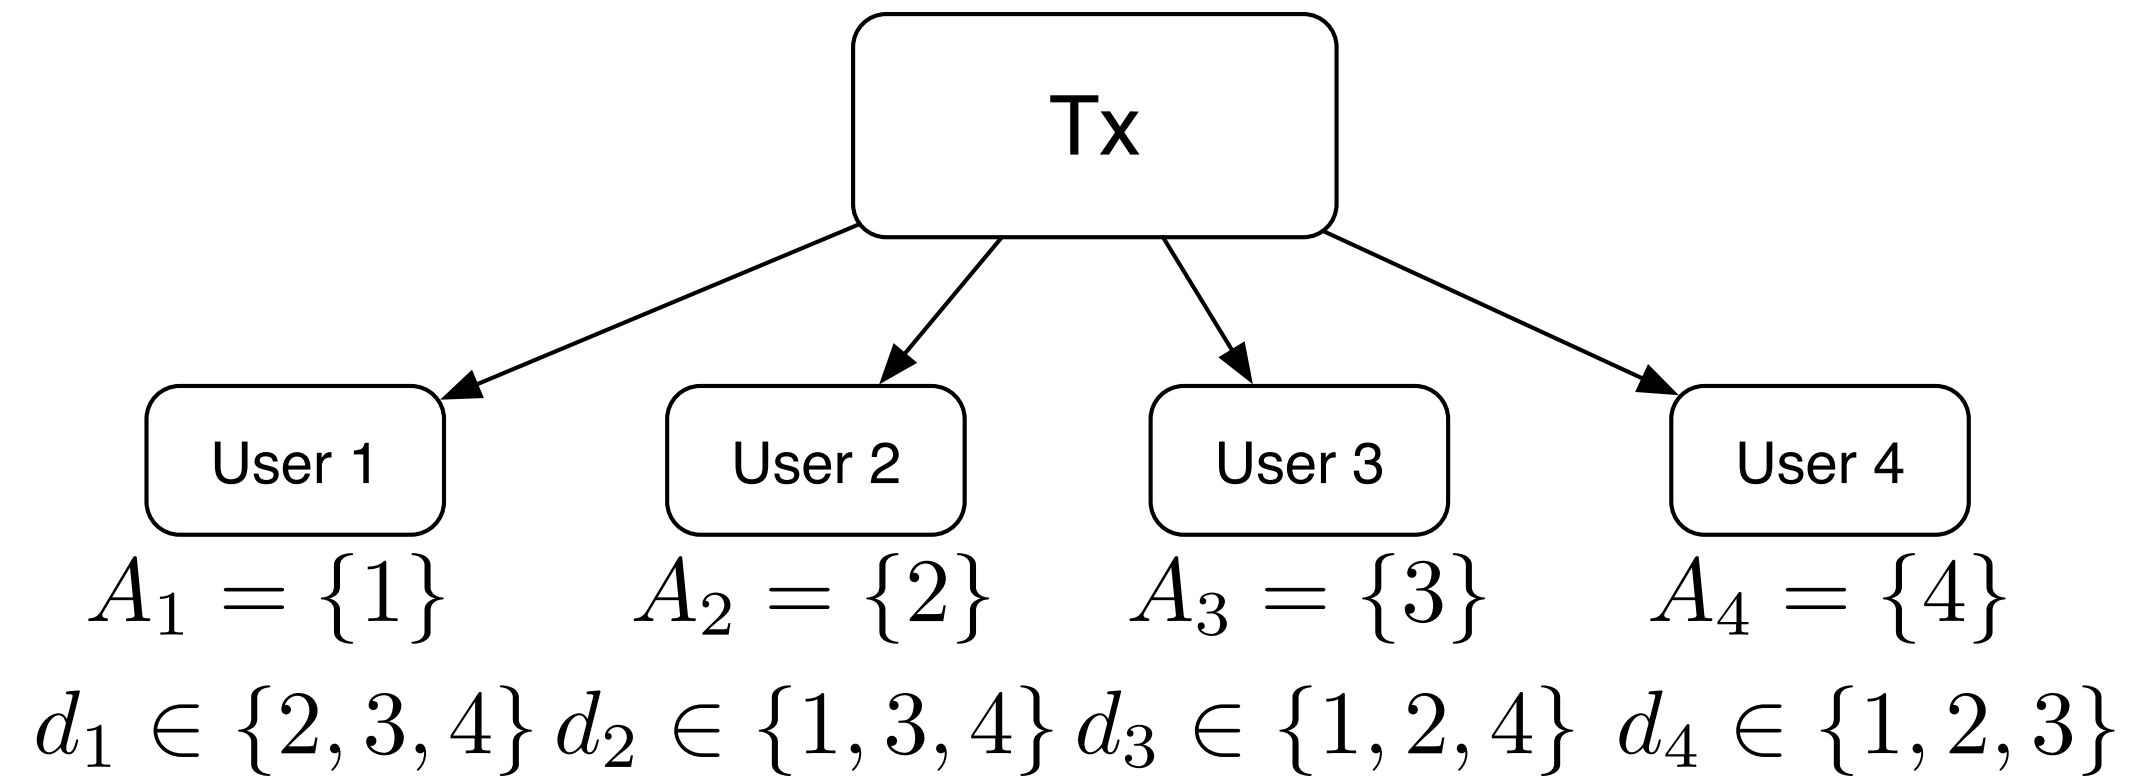 Tx
User 1 User 2 User 3 User 4
A₁ = {1} A₂ = {2} A₃ = {3} A₄ = {4}
d₁ ∈ {2, 3, 4} d₂ ∈ {1, 3, 4} d₃ ∈ {1, 2, 4} d₄ ∈ {1, 2, 3}